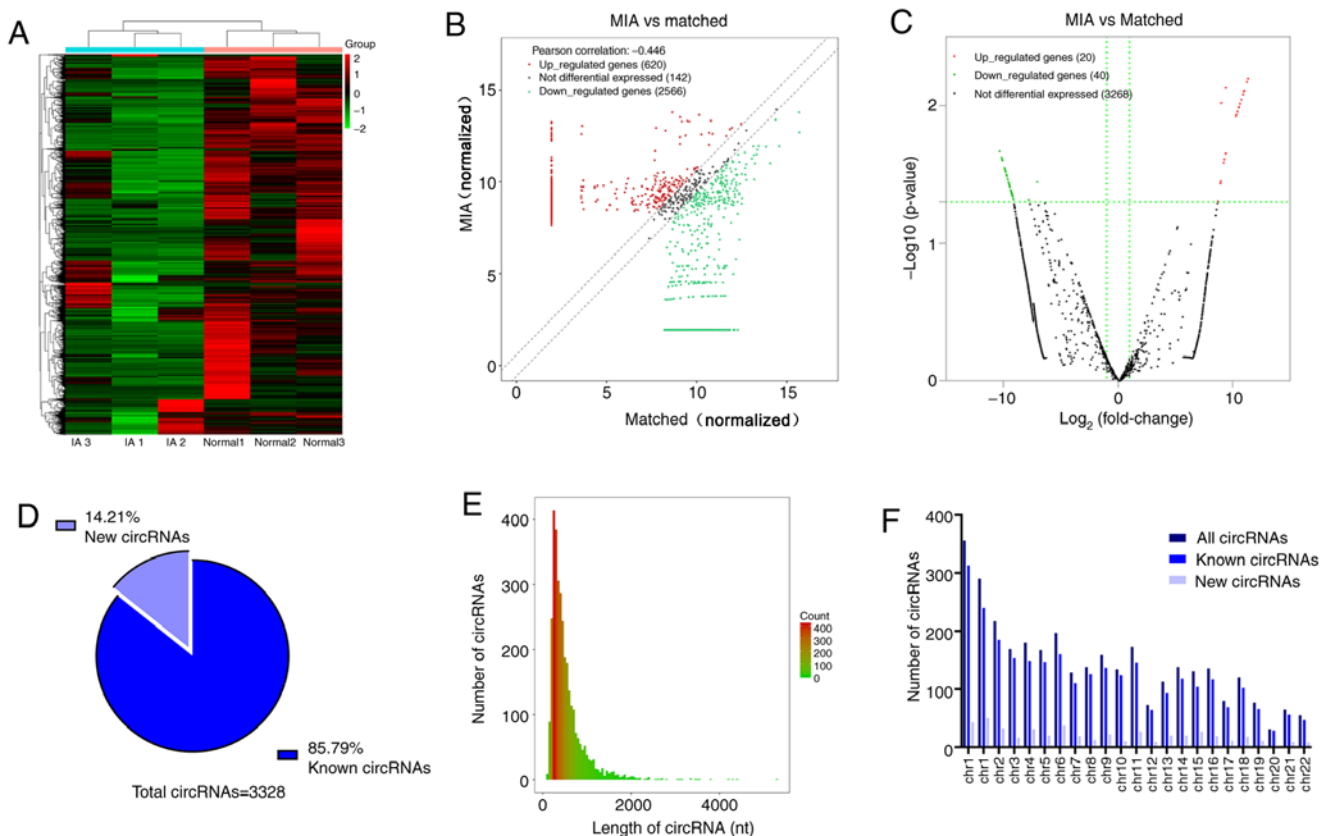 A
Group
2
1
0
−1
−2
IA 3
IA 1
IA 2
Normal1
Normal2
Normal3
B
MIA vs matched
Pearson correlation: −0.446
Up_regulated genes (620)
Not differential expressed (142)
Down_regulated genes (2566)
MIA (normalized)
15
10
5
0
0
5
10
15
Matched (normalized)
C
MIA vs Matched
Up_regulated genes (20)
Down_regulated genes (40)
Not differential expressed (3268)
−Log10 (p-value)
2
1
0
−10
0
10
Log2 (fold-change)
D
14.21%
New circRNAs
85.79%
Known circRNAs
Total circRNAs=3328
E
Number of circRNAs
400
300
200
100
0
0
2000
4000
Length of circRNA (nt)
Count
400
300
200
100
0
F
Number of circRNAs
400
300
200
100
0
All circRNAs
Known circRNAs
New circRNAs
chr1
chr1
chr2
chr3
chr4
chr5
chr6
chr7
chr8
chr9
chr10
chr11
chr12
chr13
chr14
chr15
chr16
chr17
chr18
chr19
chr20
chr21
chr22